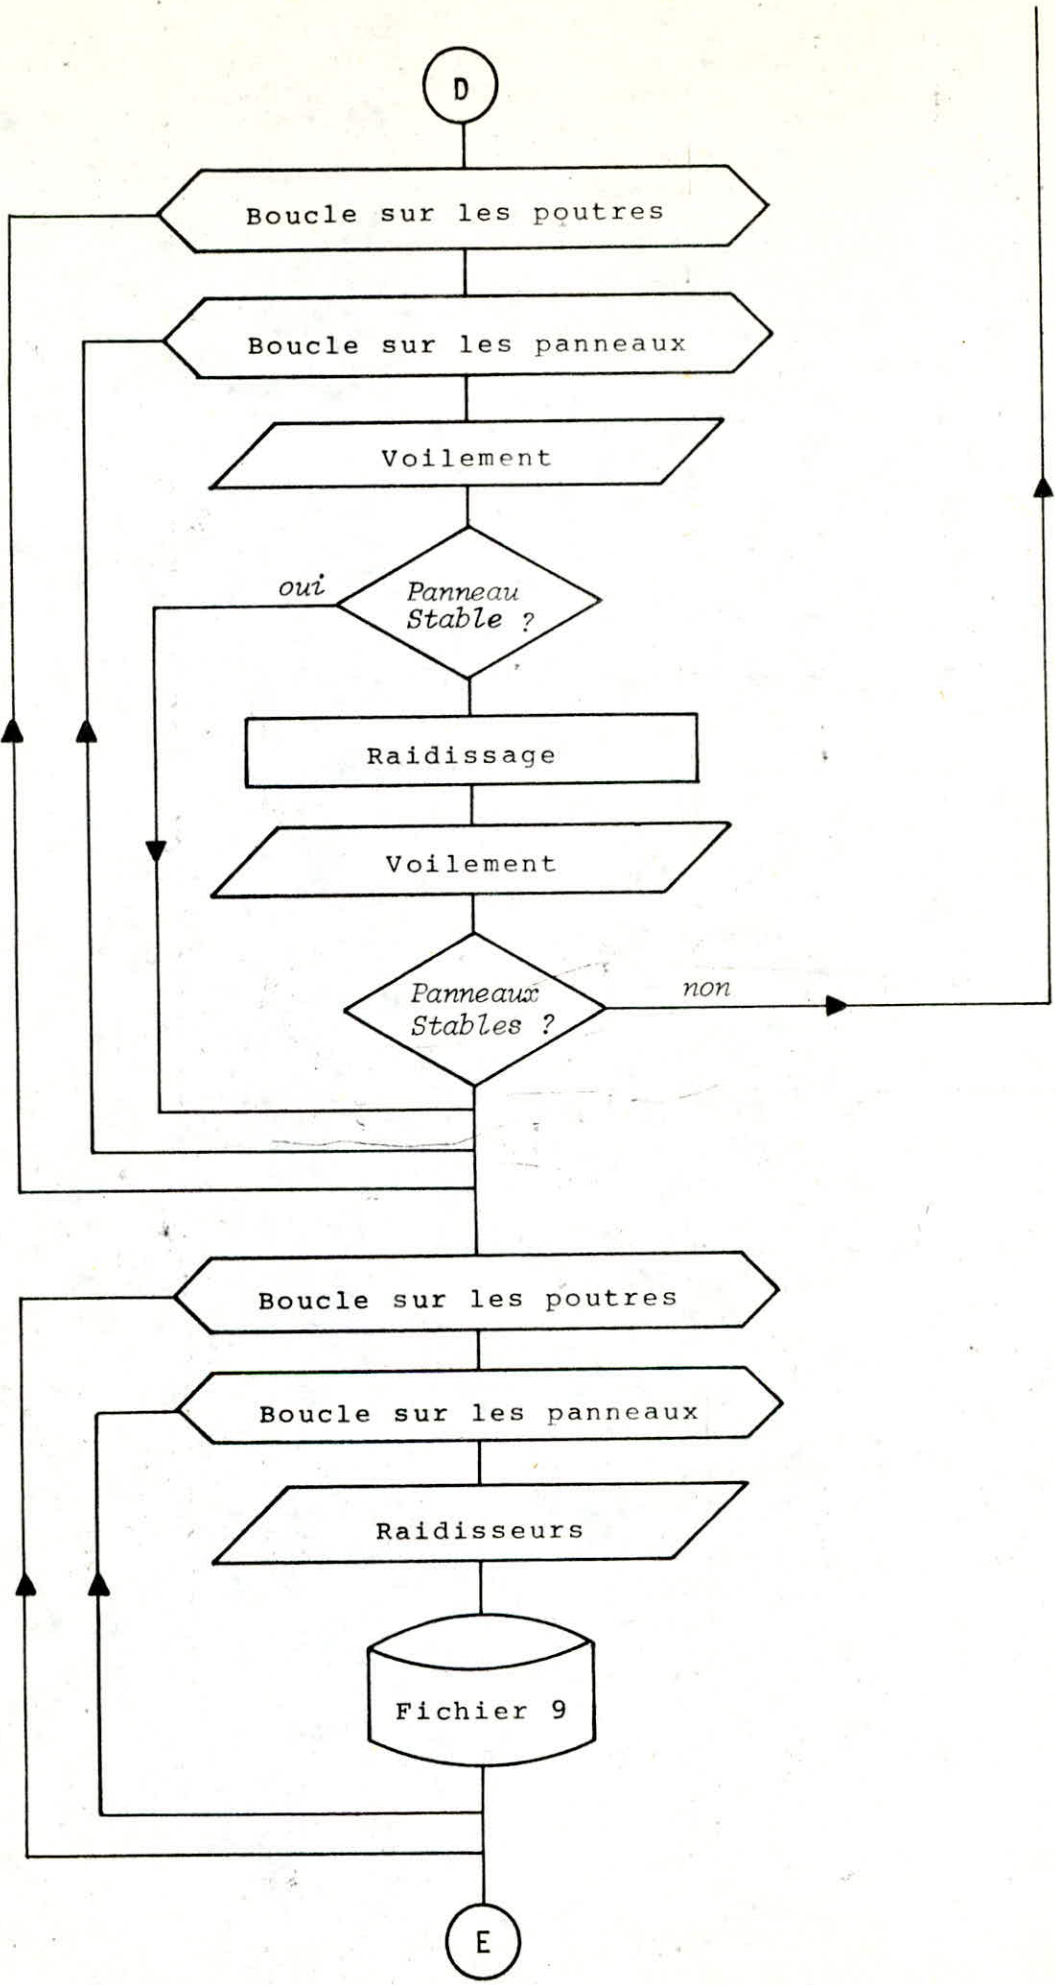 D
Boucle sur les poutres
Boucle sur les panneaux
Voilement
oui
Panneau
Stable ?
Raidissage
Voilement
Panneaux
Stables ?
non
Boucle sur les poutres
Boucle sur les panneaux
Raidisseurs
Fichier 9
E